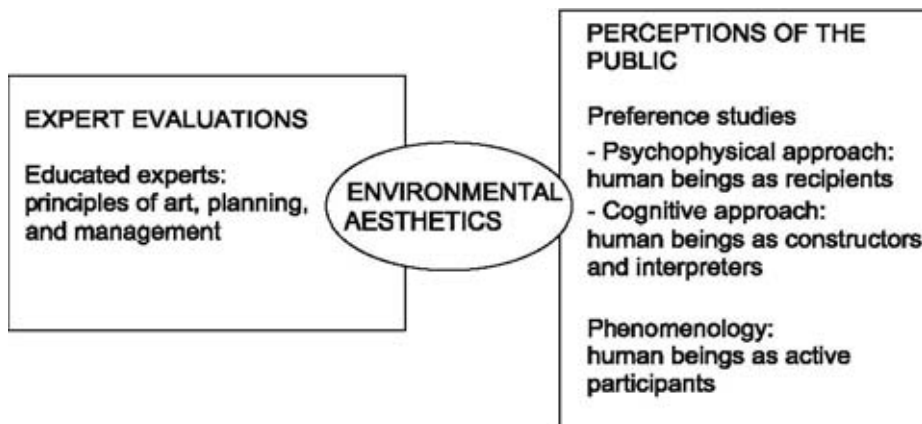 EXPERT EVALUATIONS
Educated experts:
principles of art, planning,
and management
ENVIRONMENTAL
AESTHETICS
PERCEPTIONS OF THE
PUBLIC
Preference studies
- Psychophysical approach:
human beings as recipients
- Cognitive approach:
human beings as constructors
and interpreters
Phenomenology:
human beings as active
participants